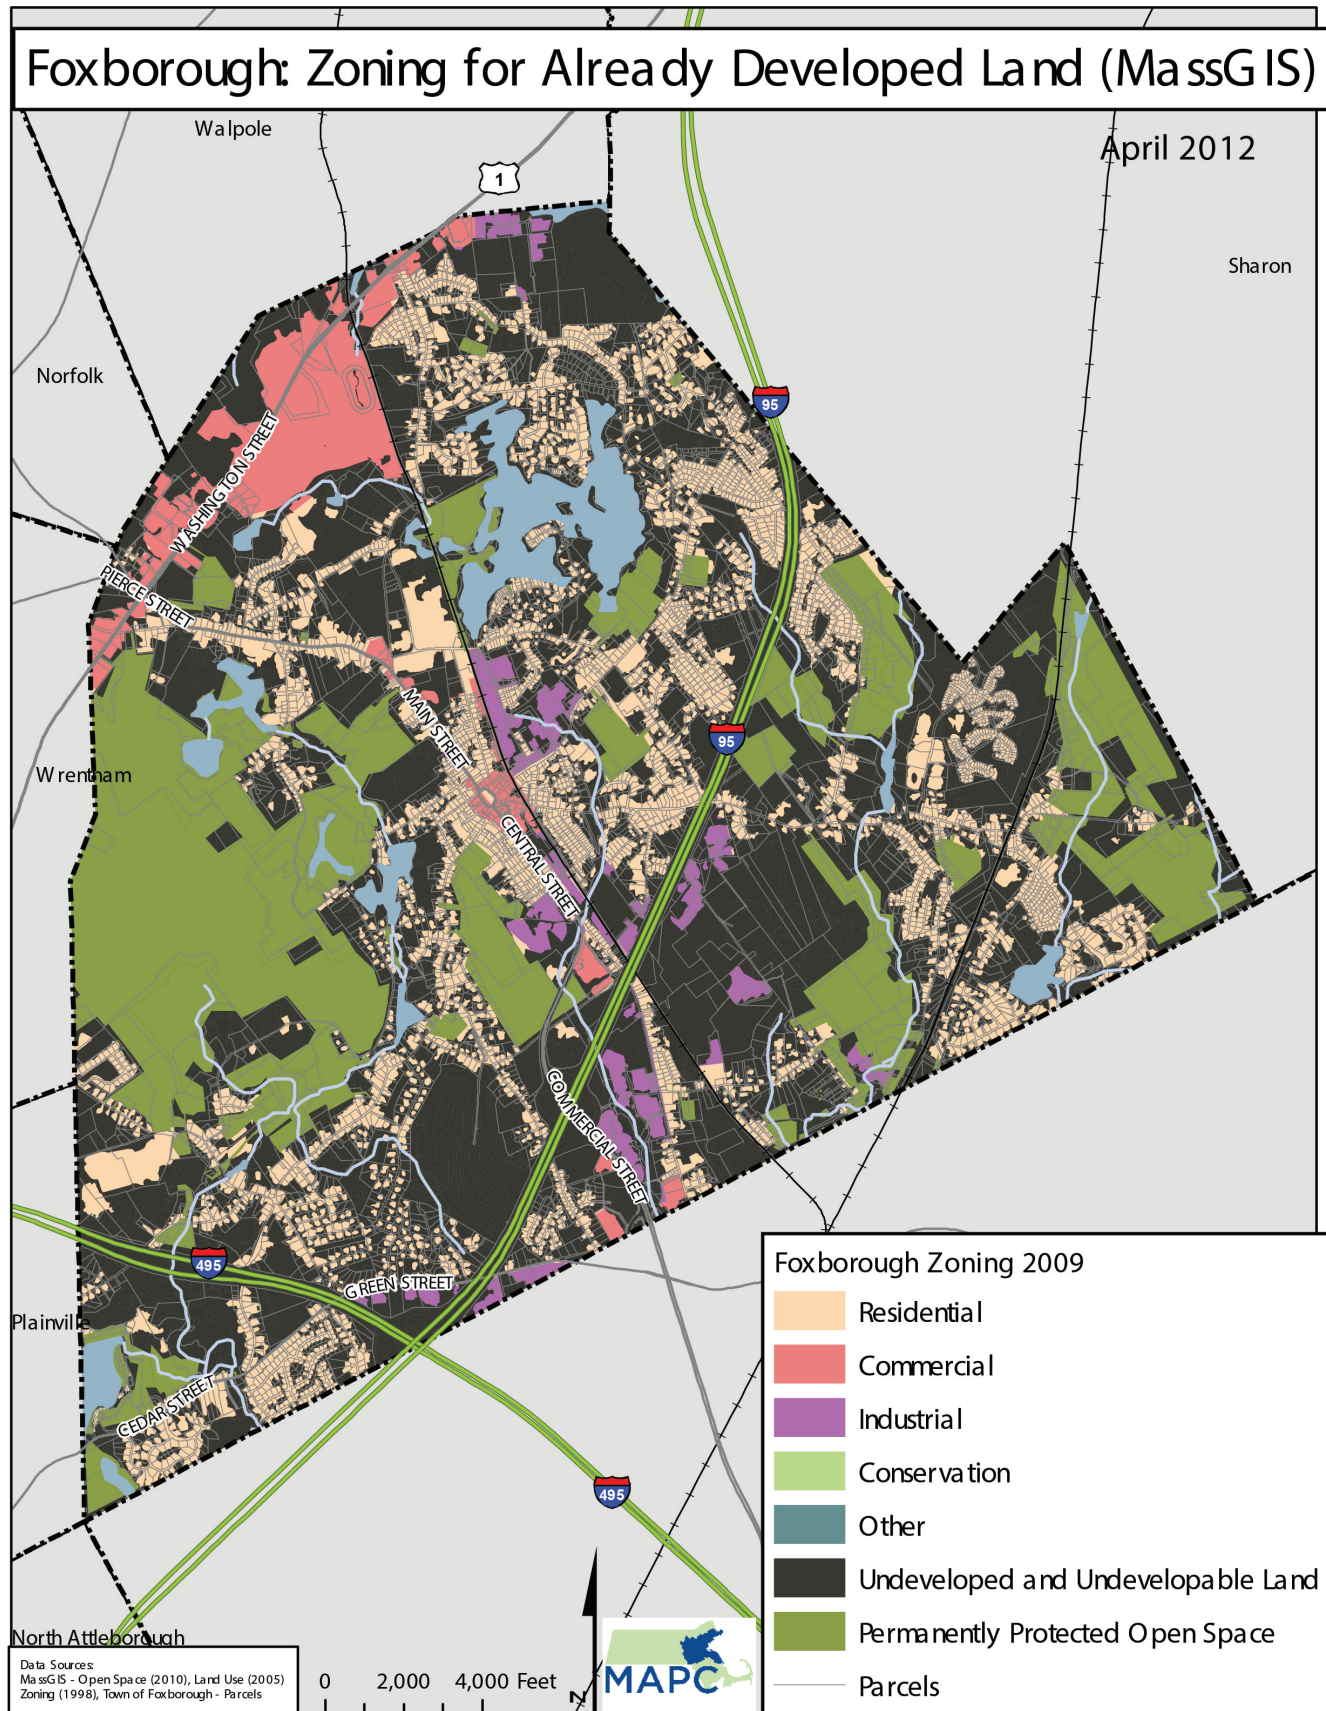 Foxborough: Zoning for Already Developed Land (MassGIS)
April 2012
Walpole
1
Sharon
Norfolk
95
WASHINGTON STREET
PIERCE STREET
MAIN STREET
95
Wrentham
CENTRAL STREET
COMMERCIAL STREET
495
GREEN STREET
Plainville
CEDAR STREET
495
North Attleborough
Foxborough Zoning 2009
Residential
Commercial
Industrial
Conservation
Other
Undeveloped and Undevelopable Land
Permanently Protected Open Space
Parcels
Data Sources:
MassGIS - Open Space (2010), Land Use (2005)
Zoning (1998), Town of Foxborough - Parcels
0 2,000 4,000 Feet
Z
MAPC